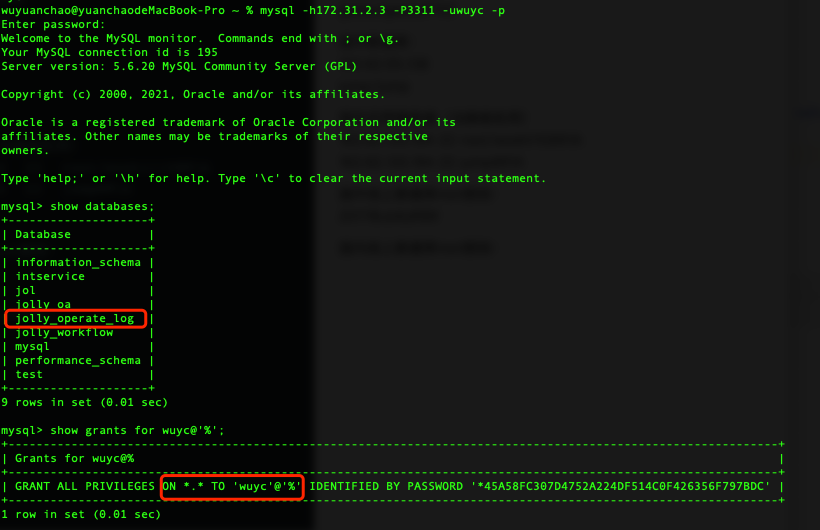 wuyuanchao@yuanchaodeMacBook-Pro ~ % mysql -h172.31.2.3 -P3311 -uwuyc -p
Enter password:
Welcome to the MySQL monitor.  Commands end with ; or \g.
Your MySQL connection id is 195
Server version: 5.6.20 MySQL Community Server (GPL)
Copyright (c) 2000, 2021, Oracle and/or its affiliates.
Oracle is a registered trademark of Oracle Corporation and/or its
affiliates. Other names may be trademarks of their respective
owners.
Type 'help;' or '\h' for help. Type '\c' to clear the current input statement.
mysql> show databases;
+--------------------+
| Database           |
+--------------------+
| information_schema |
| intservice         |
| jol                |
| jolly_oa           |
| jolly_operate_log  |
| jolly_workflow     |
| mysql              |
| performance_schema |
| test               |
+--------------------+
9 rows in set (0.01 sec)
mysql> show grants for wuyc@'%';
+--------------------------------------------------------------------------------------------------------------+
| Grants for wuyc@%                                                                                            |
+--------------------------------------------------------------------------------------------------------------+
| GRANT ALL PRIVILEGES ON *.* TO 'wuyc'@'%' IDENTIFIED BY PASSWORD '*45A58FC307D4752A224DF514C0F426356F797BDC' |
+--------------------------------------------------------------------------------------------------------------+
1 row in set (0.01 sec)